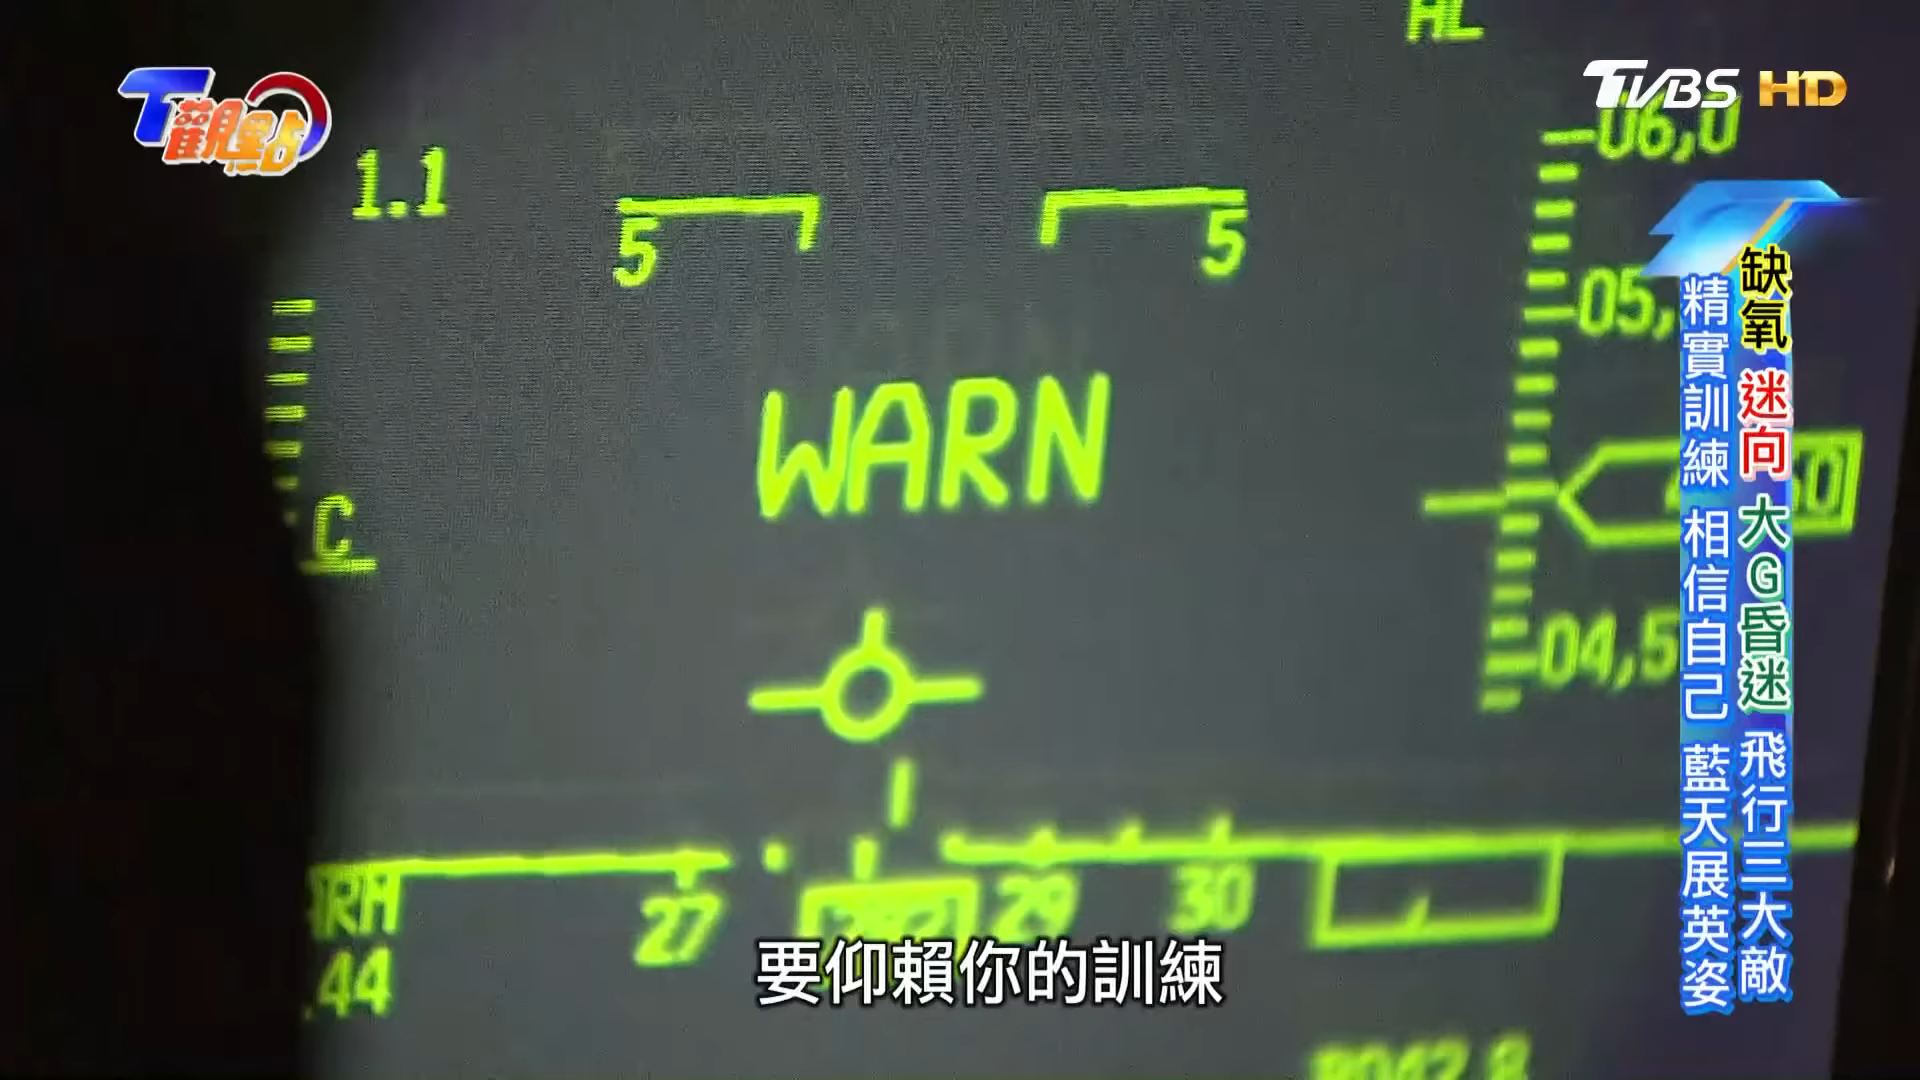 AL
T觀點
TVBS HD
1.1
06,0
5
5
05,
WARN
C
04,5
ARM
27
29
30
.44
缺氧 迷向 大G昏迷 飛行三大敵
精實訓練 相信自己 藍天展英姿
要仰賴你的訓練